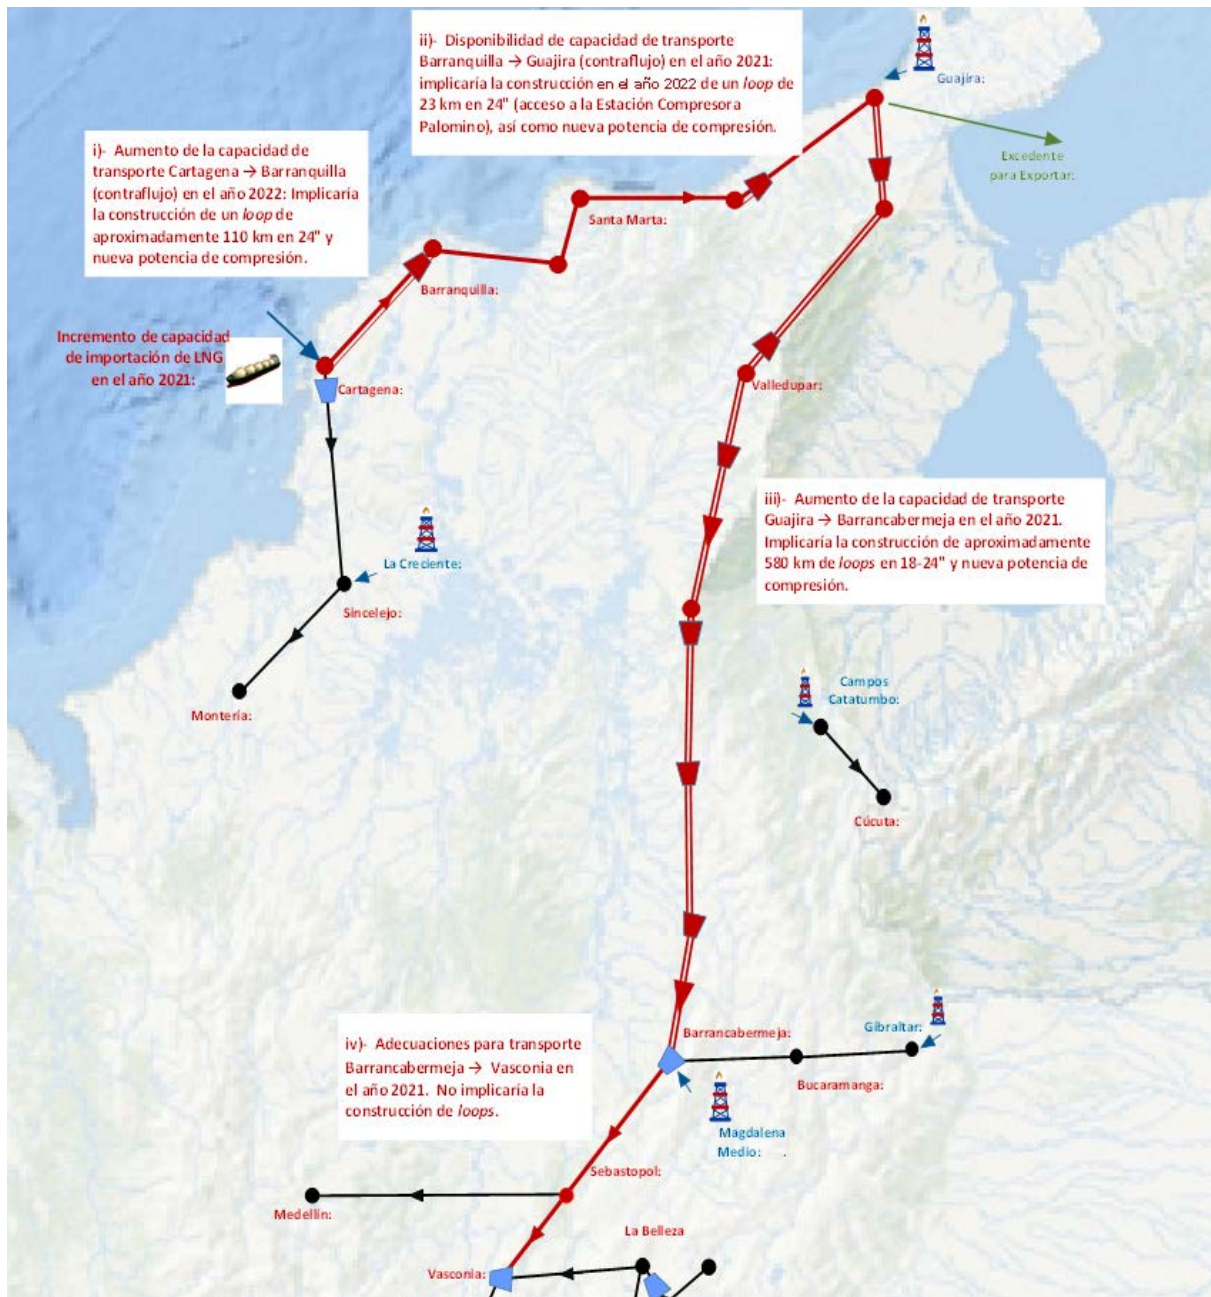 ii)- Disponibilidad de capacidad de transporte
Barranquilla → Guajira (contraflujo) en el año 2021:
implicaría la construcción en el año 2022 de un loop de
23 km en 24" (acceso a la Estación Compresora
Palomino), así como nueva potencia de compresión.
Guajira:
i)- Aumento de la capacidad de
transporte Cartagena → Barranquilla
(contraflujo) en el año 2022: Implicaría
la construcción de un loop de
aproximadamente 110 km en 24" y
nueva potencia de compresión.
Excedente
para Exportar:
Santa Marta:
Barranquilla:
Incremento de capacidad
de importación de LNG
en el año 2021:
Cartagena:
Valledupar:
iii)- Aumento de la capacidad de transporte
Guajira → Barrancabermeja en el año 2021.
Implicaría la construcción de aproximadamente
580 km de loops en 18-24" y nueva potencia de
compresión.
La Creciente:
Sincelejo:
Montería:
Campos
Catatumbo:
Cúcuta:
iv)- Adecuaciones para transporte
Barrancabermeja → Vasconia en
el año 2021. No implicaría la
construcción de loops.
Barrancabermeja:
Gibraltar:
Bucaramanga:
Magdalena
Medio: .
Sebastopol:
Medellín:
La Belleza
Vasconia: